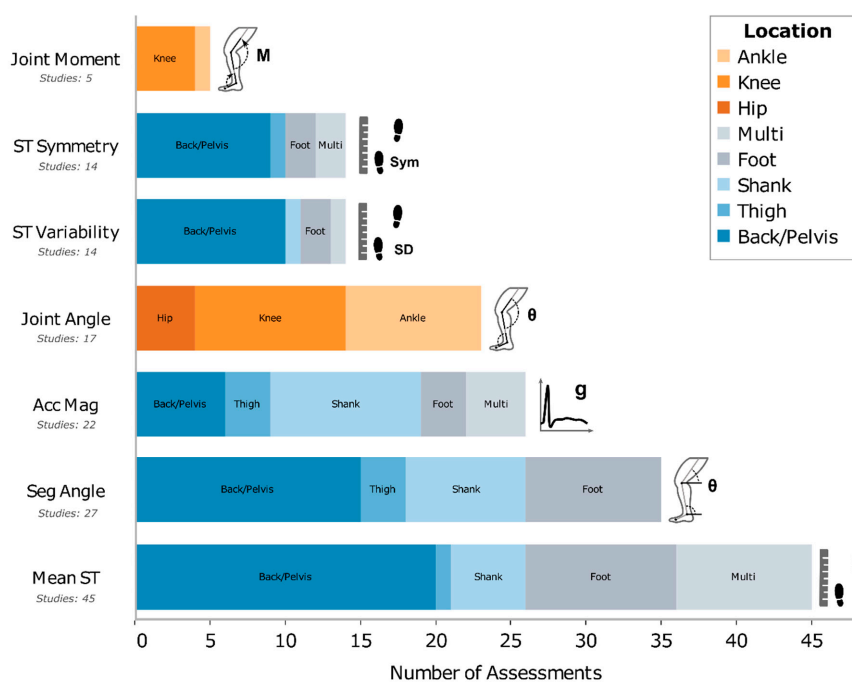 Joint Moment
Studies: 5
Knee
M
ST Symmetry
Studies: 14
Back/Pelvis
Foot
Multi
Sym
ST Variability
Studies: 14
Back/Pelvis
Foot
SD
Joint Angle
Studies: 17
Hip
Knee
Ankle
θ
Acc Mag
Studies: 22
Back/Pelvis
Thigh
Shank
Foot
Multi
g
Seg Angle
Studies: 27
Back/Pelvis
Thigh
Shank
Foot
θ
Mean ST
Studies: 45
Back/Pelvis
Shank
Foot
Multi
0 5 10 15 20 25 30 35 40 45
Number of Assessments
Location
Ankle
Knee
Hip
Multi
Foot
Shank
Thigh
Back/Pelvis